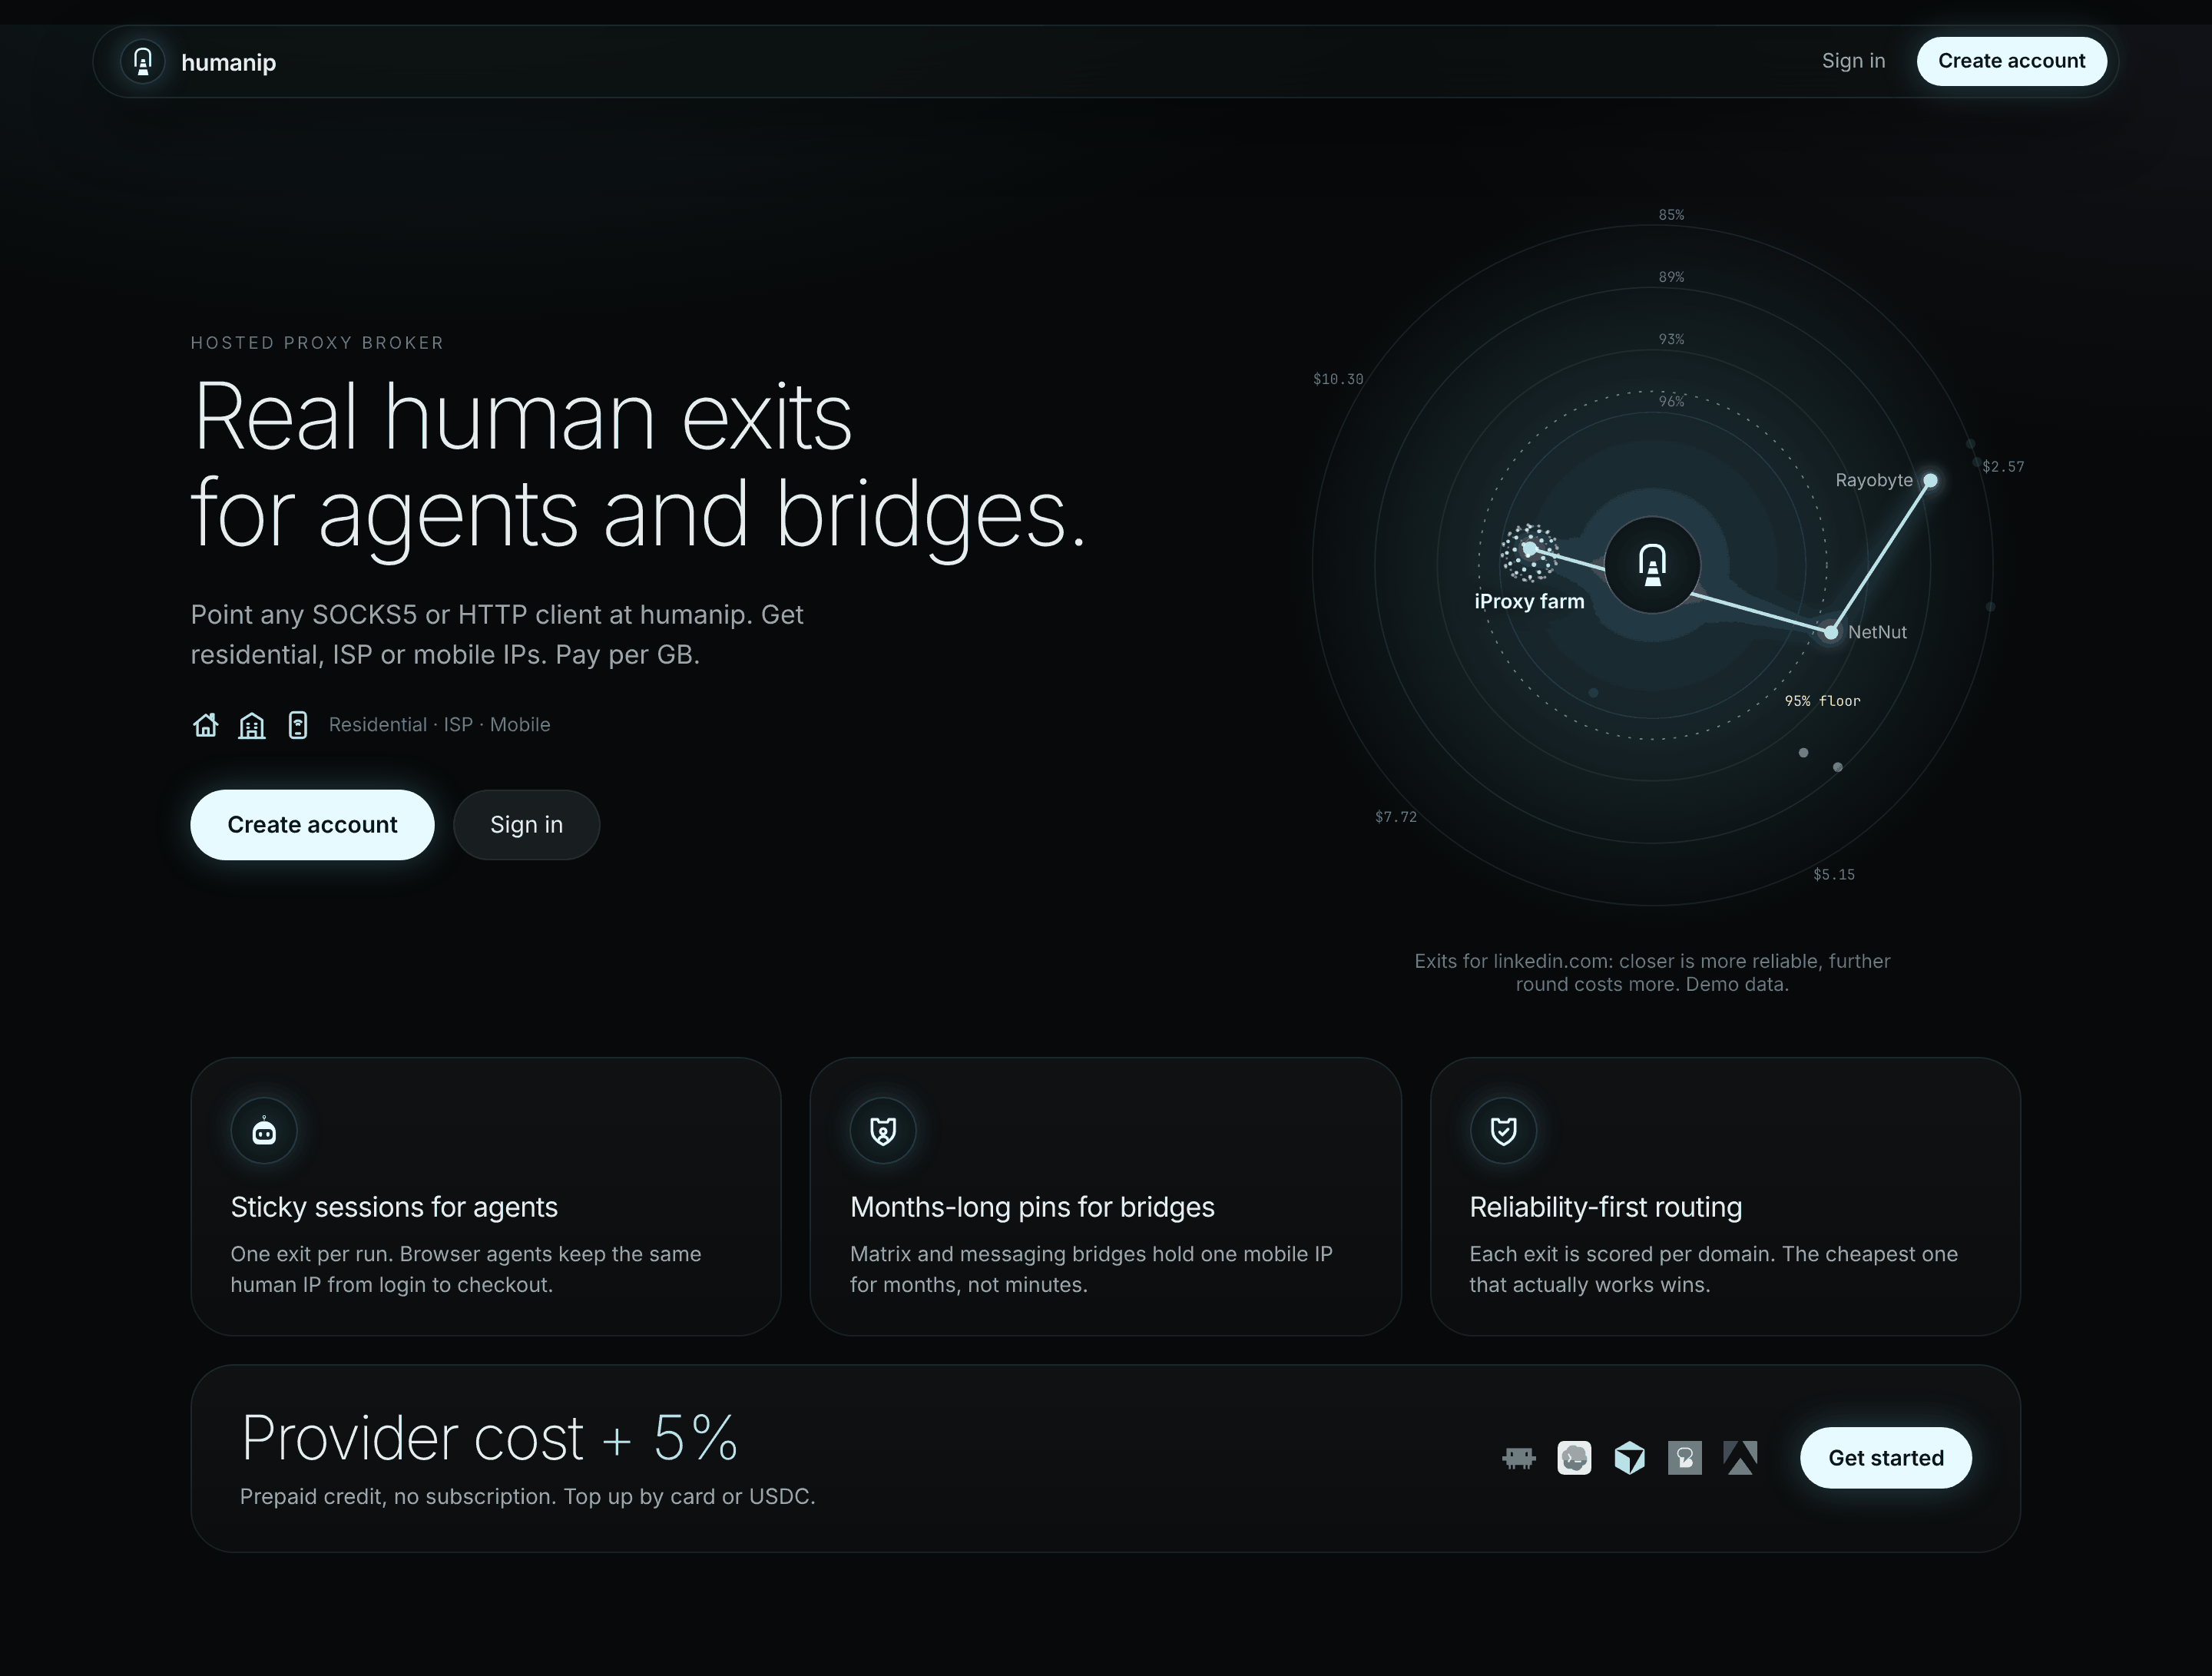 humanip
Sign in
Create account
HOSTED PROXY BROKER
Real human exits
for agents and bridges.
Point any SOCKS5 or HTTP client at humanip. Get
residential, ISP or mobile IPs. Pay per GB.
Residential · ISP · Mobile
Create account
Sign in
85%
89%
93%
96%
$10.30
$2.57
Rayobyte
iProxy farm
NetNut
95% floor
$7.72
$5.15
Exits for linkedin.com: closer is more reliable, further
round costs more. Demo data.
Sticky sessions for agents
One exit per run. Browser agents keep the same
human IP from login to checkout.
Months-long pins for bridges
Matrix and messaging bridges hold one mobile IP
for months, not minutes.
Reliability-first routing
Each exit is scored per domain. The cheapest one
that actually works wins.
Provider cost + 5%
Prepaid credit, no subscription. Top up by card or USDC.
Get started